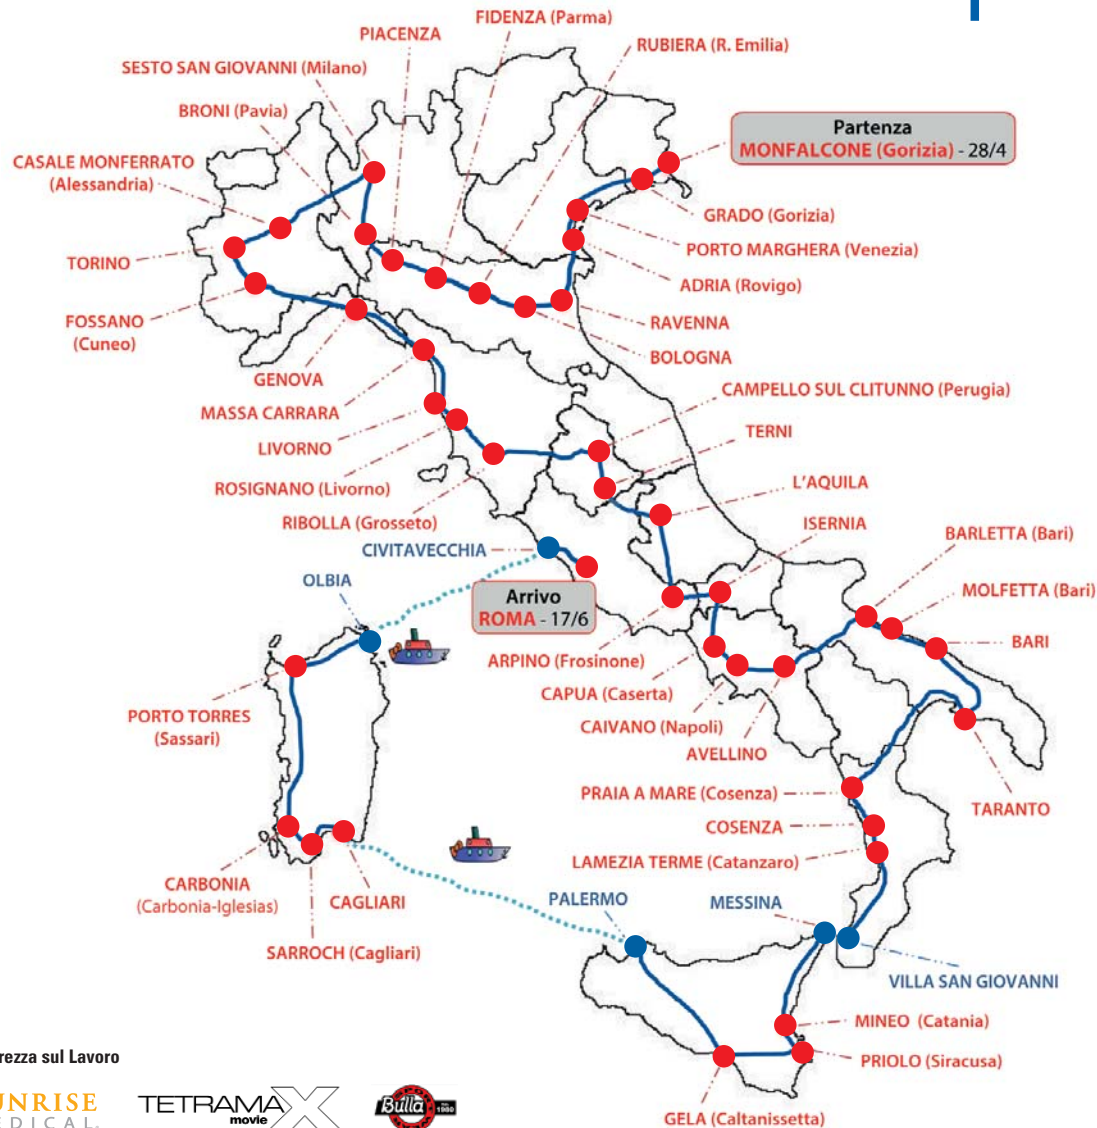 FIDENZA (Parma)
PIACENZA
RUBIERA (R. Emilia)
SESTO SAN GIOVANNI (Milano)
BRONI (Pavia)
Partenza
MONFALCONE (Gorizia) - 28/4
CASALE MONFERRATO
(Alessandria)
GRADO (Gorizia)
PORTO MARGHERA (Venezia)
TORINO
ADRIA (Rovigo)
FOSSANO
(Cuneo)
RAVENNA
BOLOGNA
GENOVA
CAMPELLO SUL CLITUNNO (Perugia)
MASSA CARRARA
TERNI
LIVORNO
L'AQUILA
ROSIGNANO (Livorno)
RIBOLLA (Grosseto)
ISERNIA
BARLETTA (Bari)
CIVITAVECCHIA
OLBIA
MOLFETTA (Bari)
Arrivo
ROMA - 17/6
BARI
ARPINO (Frosinone)
CAPUA (Caserta)
PORTO TORRES
(Sassari)
CAIVANO (Napoli)
AVELLINO
PRAIA A MARE (Cosenza)
TARANTO
COSENZA
LAMEZIA TERME (Catanzaro)
CARBONIA
(Carbonia-Iglesias)
CAGLIARI
PALERMO
MESSINA
SARROCH (Cagliari)
VILLA SAN GIOVANNI
MINEO (Catania)
PRIOLO (Siracusa)
rezza sul Lavoro
UNRISE
EDICAL.
TETRAMAX
movie
Bulla
GELA (Caltanissetta)